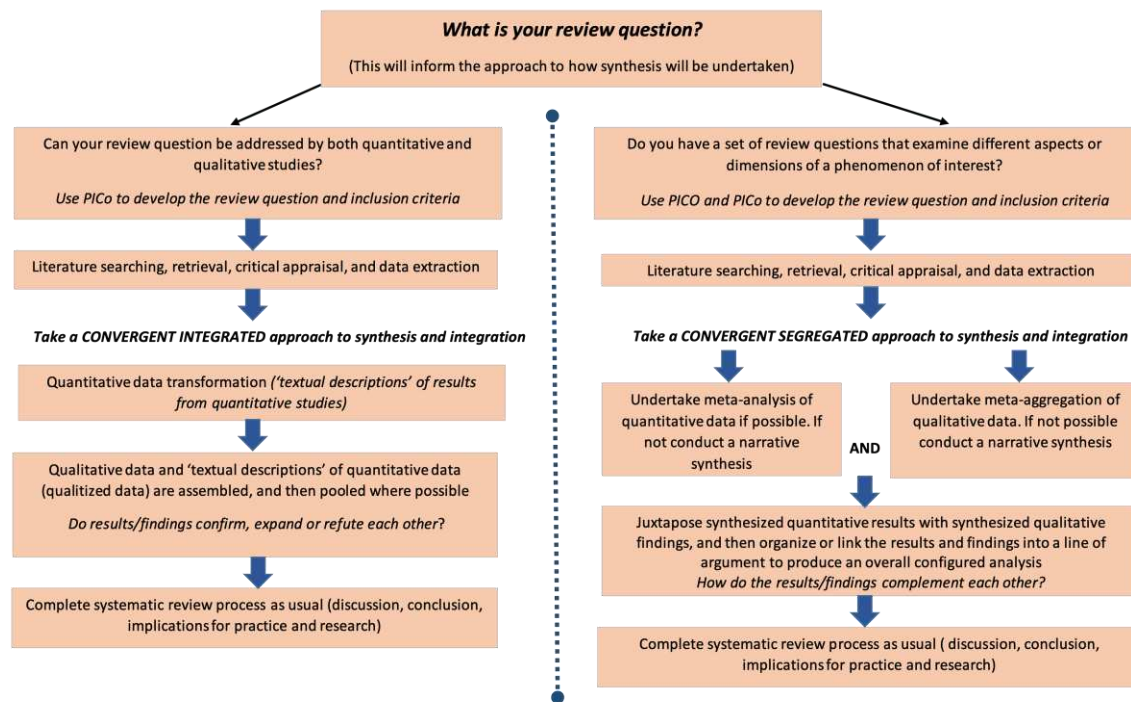 What is your review question?
(This will inform the approach to how synthesis will be undertaken)
Can your review question be addressed by both quantitative and
qualitative studies?
Use PICo to develop the review question and inclusion criteria
Literature searching, retrieval, critical appraisal, and data extraction
Take a CONVERGENT INTEGRATED approach to synthesis and integration
Quantitative data transformation (‘textual descriptions’ of results
from quantitative studies)
Qualitative data and ‘textual descriptions’ of quantitative data
(qualitized data) are assembled, and then pooled where possible
Do results/findings confirm, expand or refute each other?
Complete systematic review process as usual (discussion, conclusion,
implications for practice and research)
Do you have a set of review questions that examine different aspects or
dimensions of a phenomenon of interest?
Use PICO and PICo to develop the review question and inclusion criteria
Literature searching, retrieval, critical appraisal, and data extraction
Take a CONVERGENT SEGREGATED approach to synthesis and integration
Undertake meta-analysis of
quantitative data if possible. If
not conduct a narrative
synthesis
AND
Undertake meta-aggregation of
qualitative data. If not possible
conduct a narrative synthesis
Juxtapose synthesized quantitative results with synthesized qualitative
findings, and then organize or link the results and findings into a line of
argument to produce an overall configured analysis
How do the results/findings complement each other?
Complete systematic review process as usual ( discussion, conclusion,
implications for practice and research)